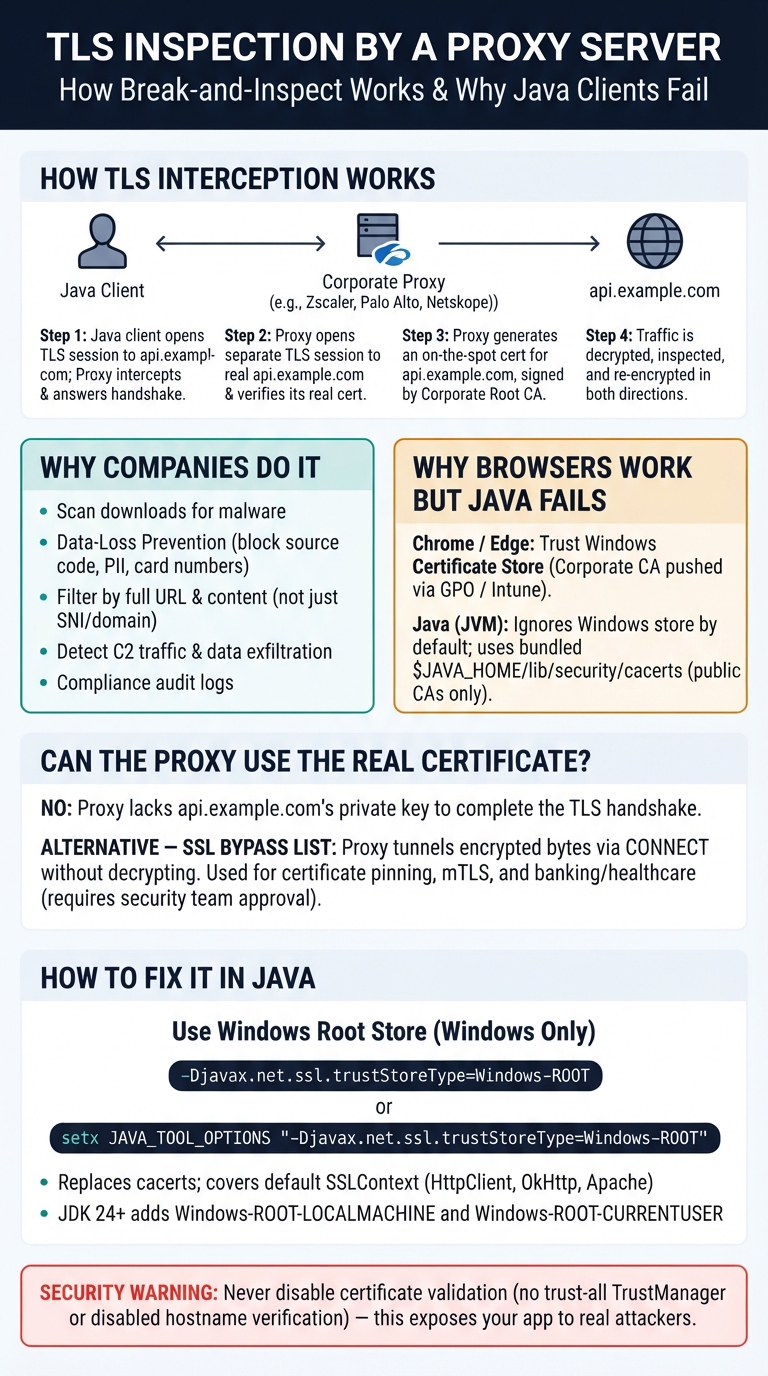 TLS INSPECTION BY A PROXY SERVER
How Break-and-Inspect Works & Why Java Clients Fail
HOW TLS INTERCEPTION WORKS
Java Client
Corporate Proxy
(e.g., Zscaler, Palo Alto, Netskope))
api.example.com
Step 1: Java client opens
TLS session to api.exampl-
com; Proxy intercepts
& answers handshake.
Step 2: Proxy opens
separate TLS session to
real api.example.com
& verifies its real cert.
Step 3: Proxy generates
an on-the-spot cert for
api.example.com, signed
by Corporate Root CA.
Step 4: Traffic is
decrypted, inspected,
and re-encrypted in
both directions.
WHY COMPANIES DO IT
• Scan downloads for malware
• Data-Loss Prevention (block source
code, PII, card numbers)
• Filter by full URL & content (not just
SNI/domain)
• Detect C2 traffic & data exfiltration
• Compliance audit logs
WHY BROWSERS WORK
BUT JAVA FAILS
Chrome / Edge: Trust Windows
Certificate Store (Corporate CA pushed
via GPO / Intune).
Java (JVM): Ignores Windows store by
default; uses bundled
$JAVA_HOME/lib/security/cacerts (public
CAs only).
CAN THE PROXY USE THE REAL CERTIFICATE?
NO: Proxy lacks api.example.com's private key to complete the TLS handshake.
ALTERNATIVE — SSL BYPASS LIST: Proxy tunnels encrypted bytes via CONNECT
without decrypting. Used for certificate pinning, mTLS, and banking/healthcare
(requires security team approval).
HOW TO FIX IT IN JAVA
Use Windows Root Store (Windows Only)
-Djavax.net.ssl.trustStoreType=Windows-ROOT
or
setx JAVA_TOOL_OPTIONS "-Djavax.net.ssl.trustStoreType=Windows-ROOT"
• Replaces cacerts; covers default SSLContext (HttpClient, OkHttp, Apache)
• JDK 24+ adds Windows-ROOT-LOCALMACHINE and Windows-ROOT-CURRENTUSER
SECURITY WARNING: Never disable certificate validation (no trust-all TrustManager
or disabled hostname verification) — this exposes your app to real attackers.